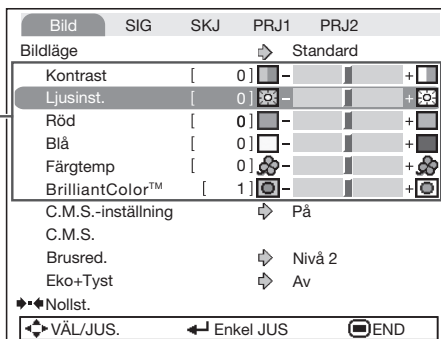 Bild SIG SKJ PRJ1 PRJ2
Bildläge Standard
Kontrast [ 0 ] - +
Ljusinst. [ 0 ] - +
Röd [ 0 ] - +
Blå [ 0 ] - +
Färgtemp [ 0 ] - +
BrilliantColor™ [ 1 ] - +
C.M.S.-inställning På
C.M.S.
Brusred. Nivå 2
Eko+Tyst Av
Nollst.
VÄL/JUS. Enkel JUS END